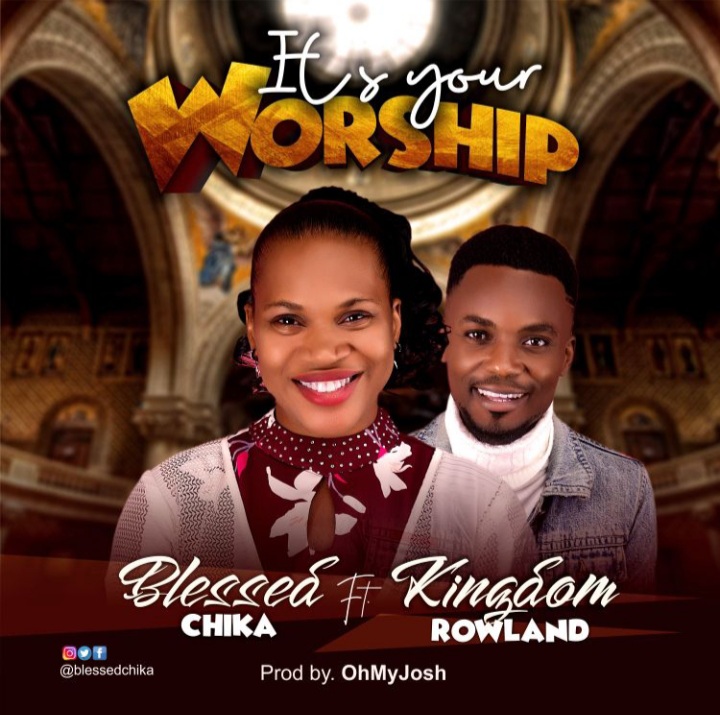 It's your
WORSHIP
Blessed Ft. Kingdom
CHIKA ROWLAND
@blessedchika
Prod by. OhMyJosh